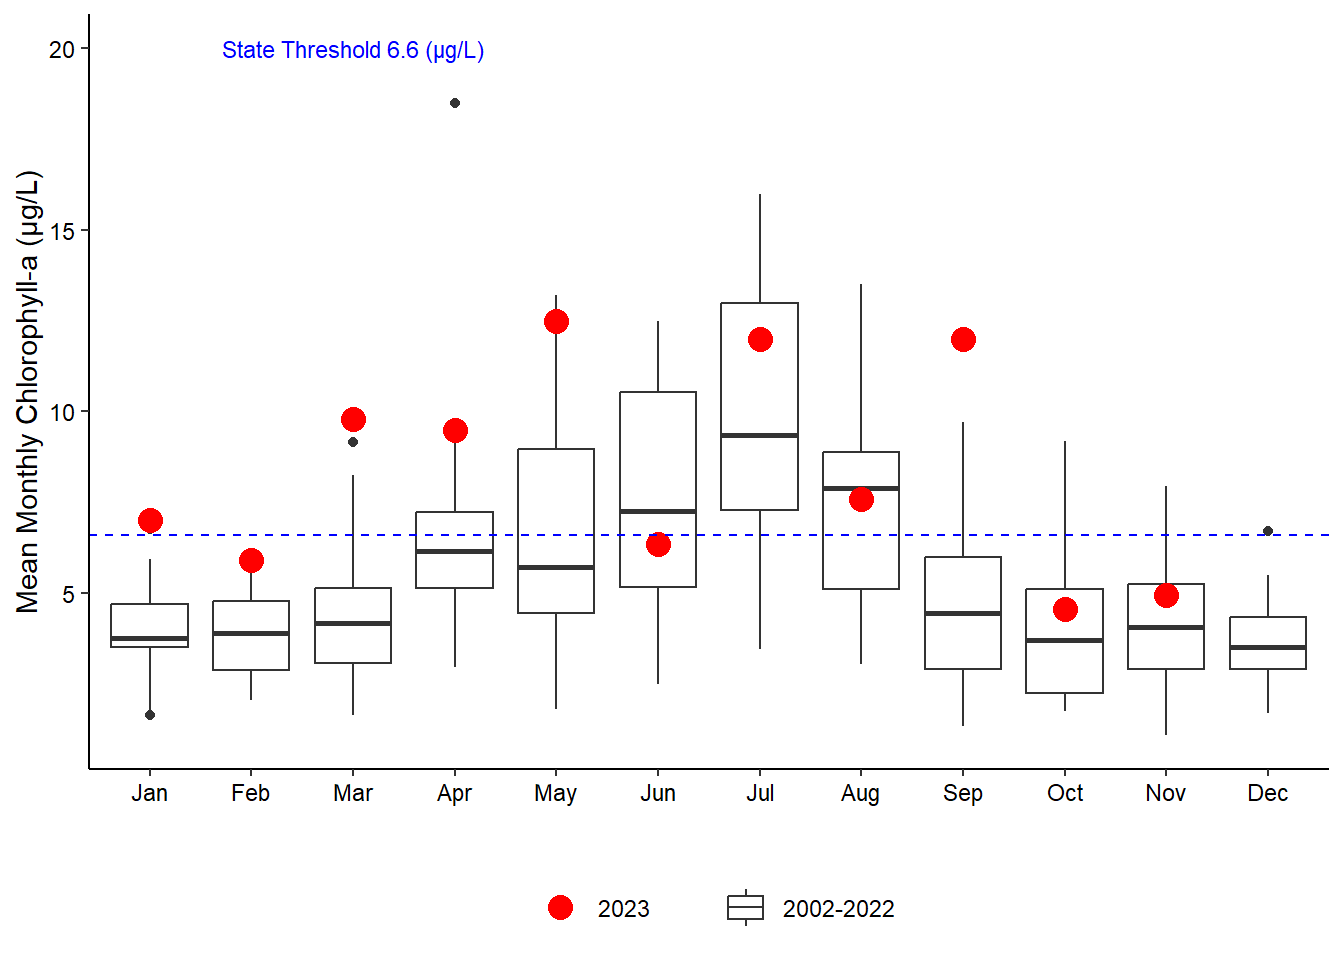 State Threshold 6.6 (µg/L)
Mean Monthly Chlorophyll-a (µg/L)
20
15
10
5
Jan Feb Mar Apr May Jun Jul Aug Sep Oct Nov Dec
2023 2002-2022